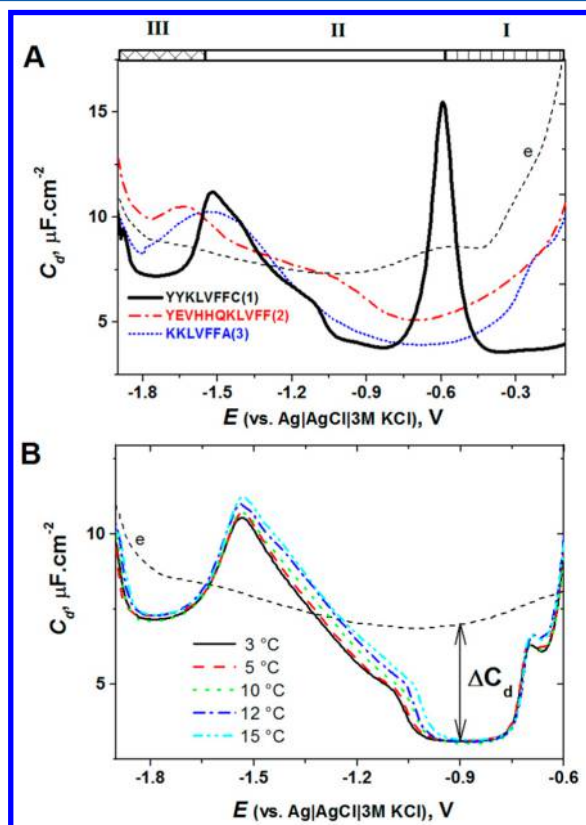 III II I
A
15
10
5
C_d, µF.cm⁻²
e
YYKLVFFC(1)
YEVHHQKLVFF(2)
KKLVFFA(3)
-1.8 -1.5 -1.2 -0.9 -0.6 -0.3
E (vs. Ag|AgCl|3M KCl), V
B
10
5
C_d, µF.cm⁻²
e
3 °C
5 °C
10 °C
12 °C
15 °C
ΔC_d
-1.8 -1.5 -1.2 -0.9 -0.6
E (vs. Ag|AgCl|3M KCl), V